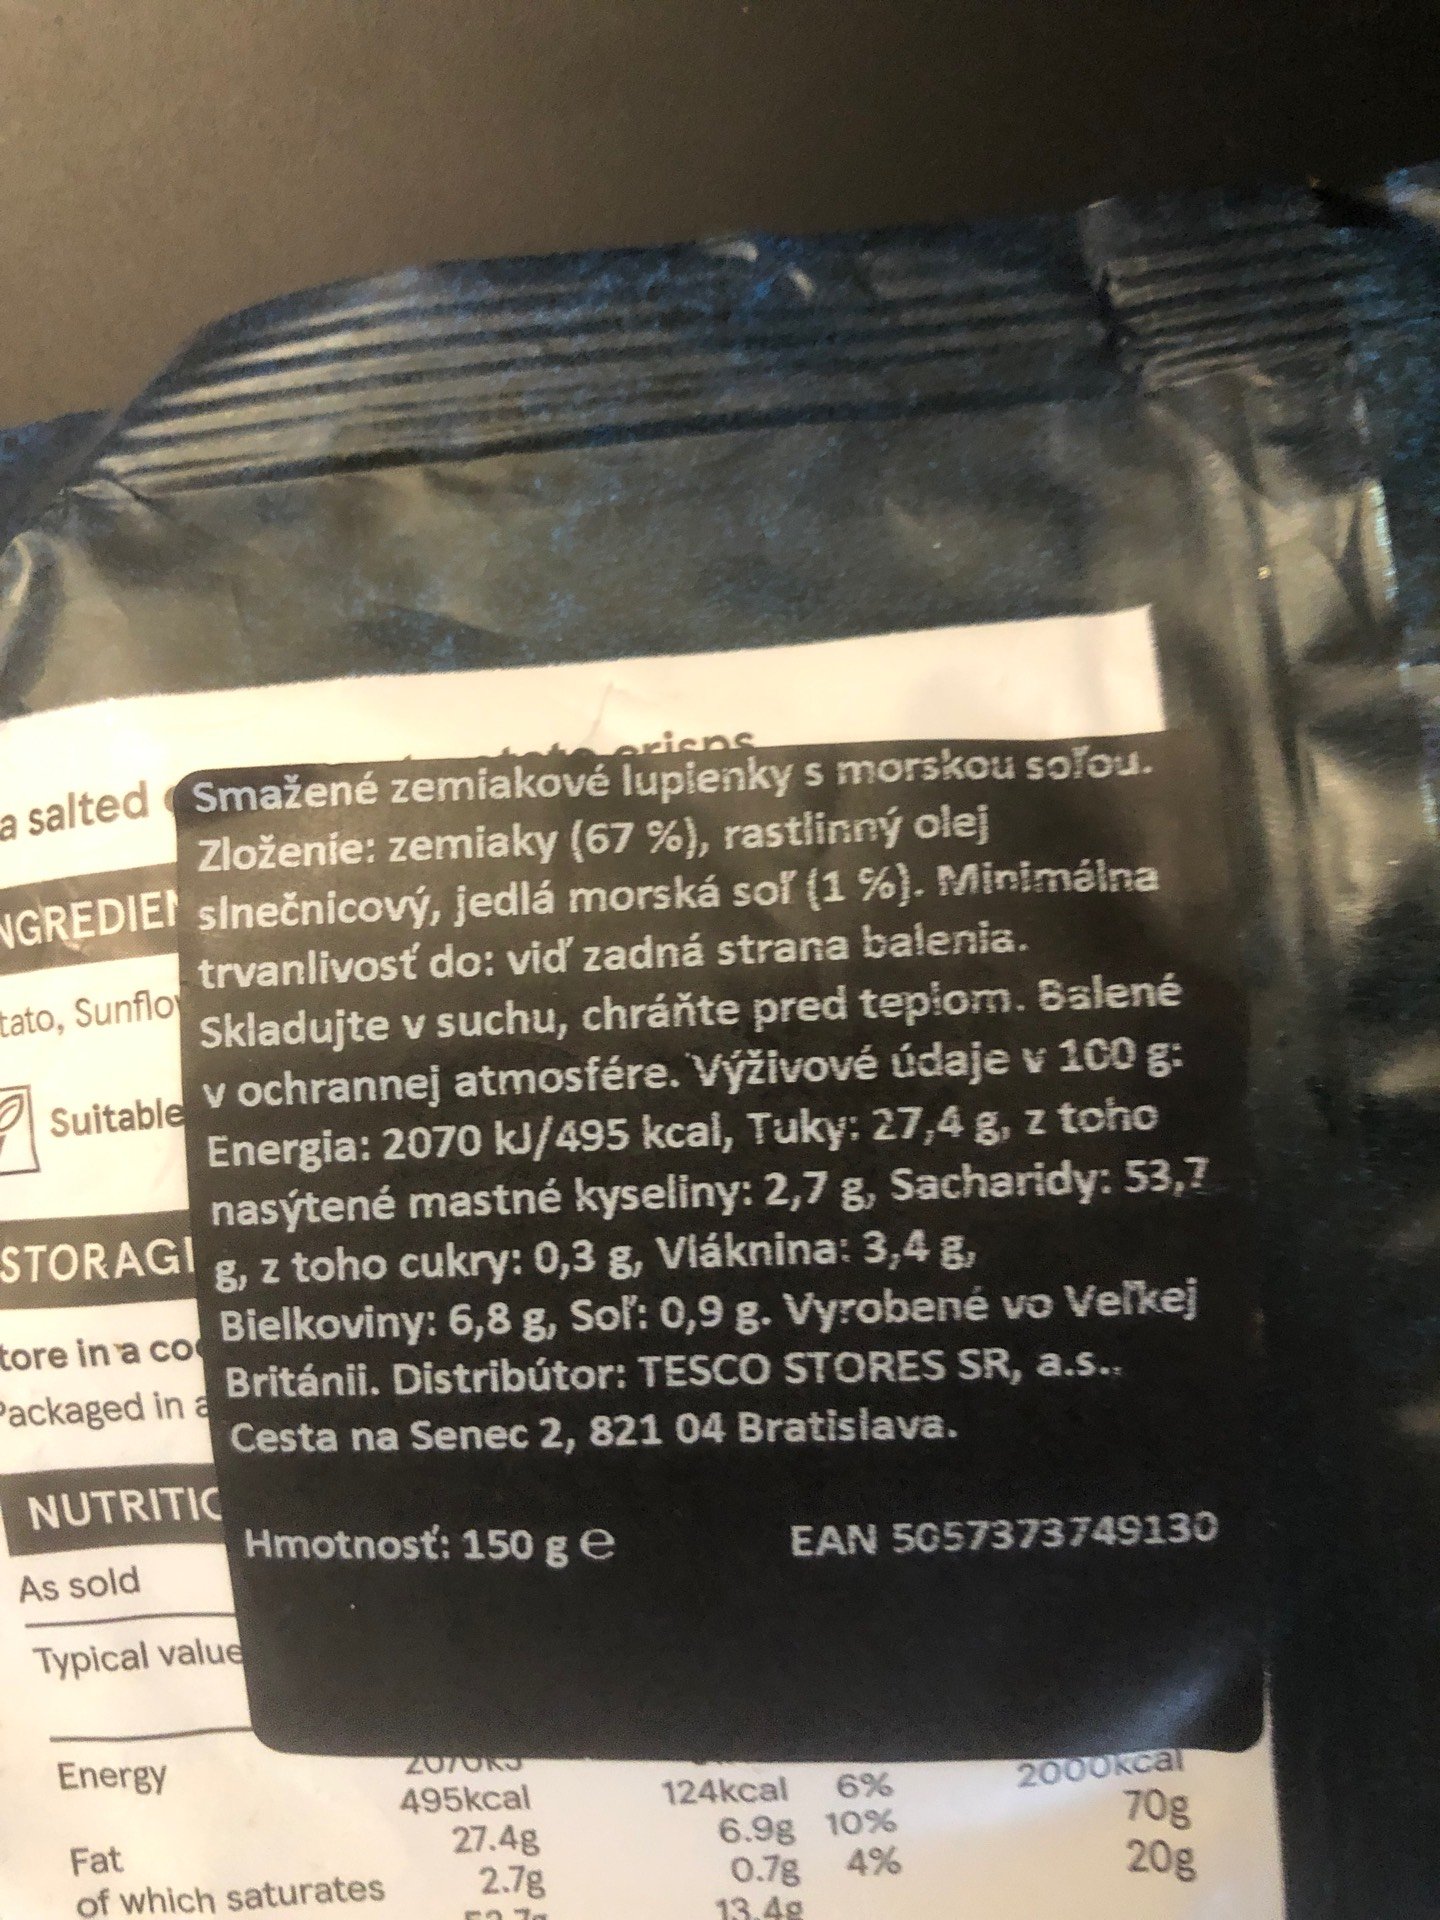 crisps
a salted
Smažené zemiakové lupienky s morskou soľou.
Zloženie: zemiaky (67 %), rastlinný olej
slnečnicový, jedlá morská soľ (1 %). Minimálna
trvanlivosť do: viď zadná strana balenia.
Skladujte v suchu, chráňte pred teplom. Balené
v ochrannej atmosfére. Výživové údaje v 100 g:
Energia: 2070 kJ/495 kcal, Tuky: 27,4 g, z toho
nasýtené mastné kyseliny: 2,7 g, Sacharidy: 53,7
g, z toho cukry: 0,3 g, Vláknina: 3,4 g,
Bielkoviny: 6,8 g, Soľ: 0,9 g. Vyrobené vo Veľkej
Británii. Distribútor: TESCO STORES SR, a.s.,
Cesta na Senec 2, 821 04 Bratislava.
Hmotnosť: 150 g e EAN 5057373749130
NGREDIEN
tato, Sunflo
Suitable
STORAG
tore in a co
Packaged in a
NUTRITIO
As sold
Typical value
Energy 2070kJ 2000kcal
495kcal 124kcal 6% 70g
Fat 27.4g 6.9g 10% 20g
of which saturates 2.7g 0.7g 4%
13.4g